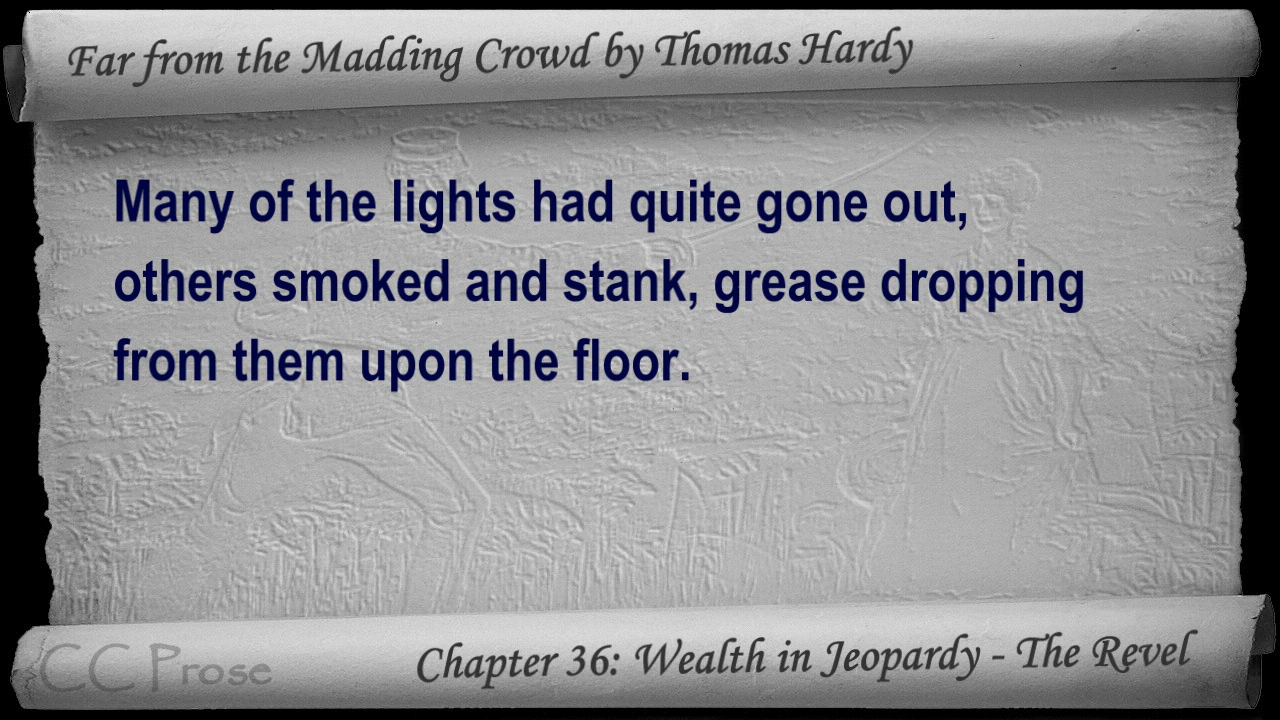 Far from the Madding Crowd by Thomas Hardy
Many of the lights had quite gone out,
others smoked and stank, grease dropping
from them upon the floor.
CC Prose
Chapter 36: Wealth in Jeopardy - The Revel